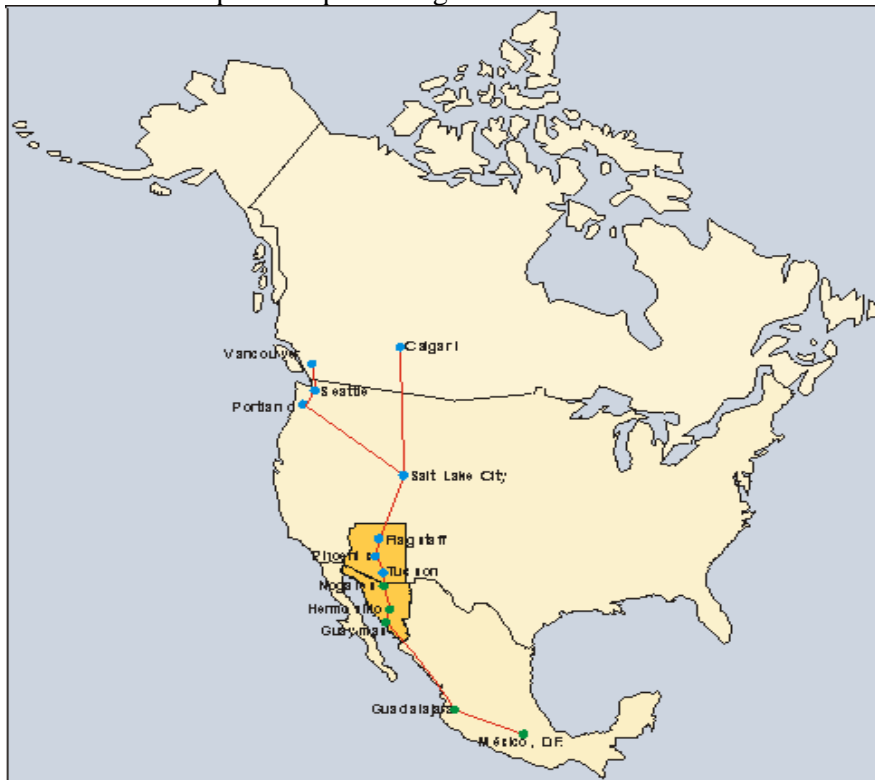 Calgari
Vancouver
Seattle
Portland
Salt Lake City
Flagstaff
Phoenix
Tucson
Nogales
Hermosillo
Guaymas
Guadalajara
México, DF.